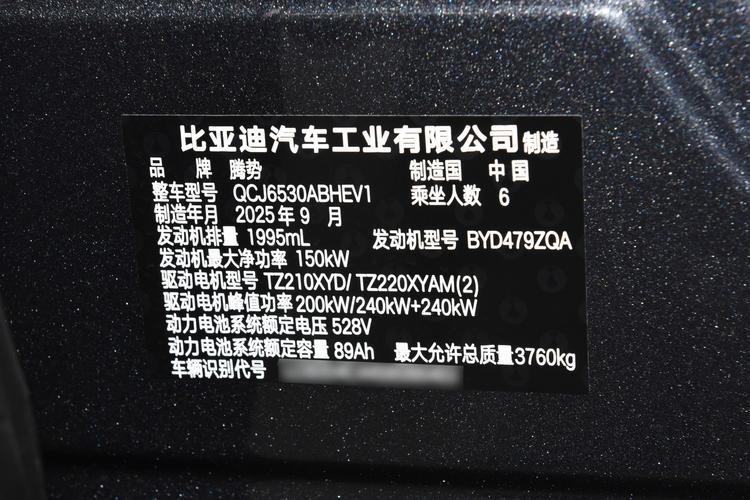 比亚迪汽车工业有限公司制造
品 牌 腾势 制造国 中 国
整车型号 QCJ6530ABHEV1 乘坐人数 6
制造年月 2025年 9 月
发动机排量 1995mL 发动机型号 BYD479ZQA
发动机最大净功率 150kW
驱动电机型号 TZ210XYD/ TZ220XYAM(2)
驱动电机峰值功率 200kW/240kW+240kW
动力电池系统额定电压 528V
动力电池系统额定容量 89Ah 最大允许总质量3760kg
车辆识别代号